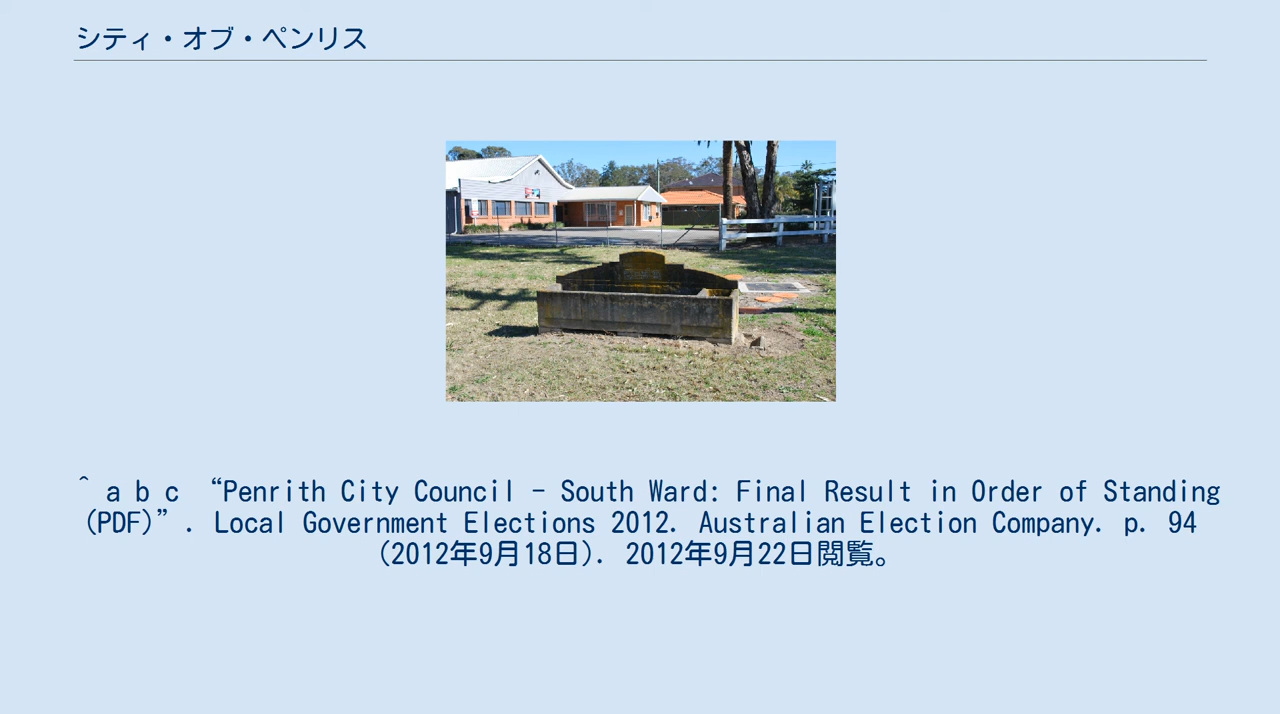 シティ・オブ・ペンリス
^ a b c “Penrith City Council - South Ward: Final Result in Order of Standing
(PDF)” . Local Government Elections 2012. Australian Election Company. p. 94
(2012年9月18日). 2012年9月22日閲覧。